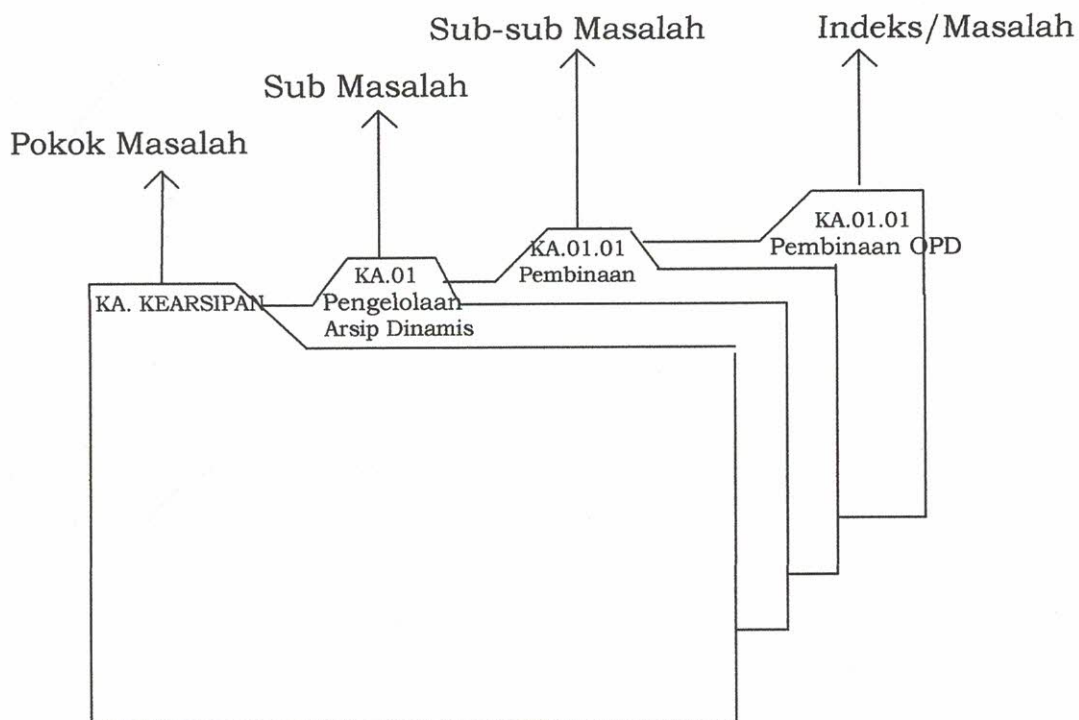 Sub-sub Masalah
Indeks/Masalah
Sub Masalah
Pokok Masalah
KA. KEARSIPAN
KA.01
Pengelolaan
Arsip Dinamis
KA.01.01
Pembinaan
KA.01.01
Pembinaan OPD